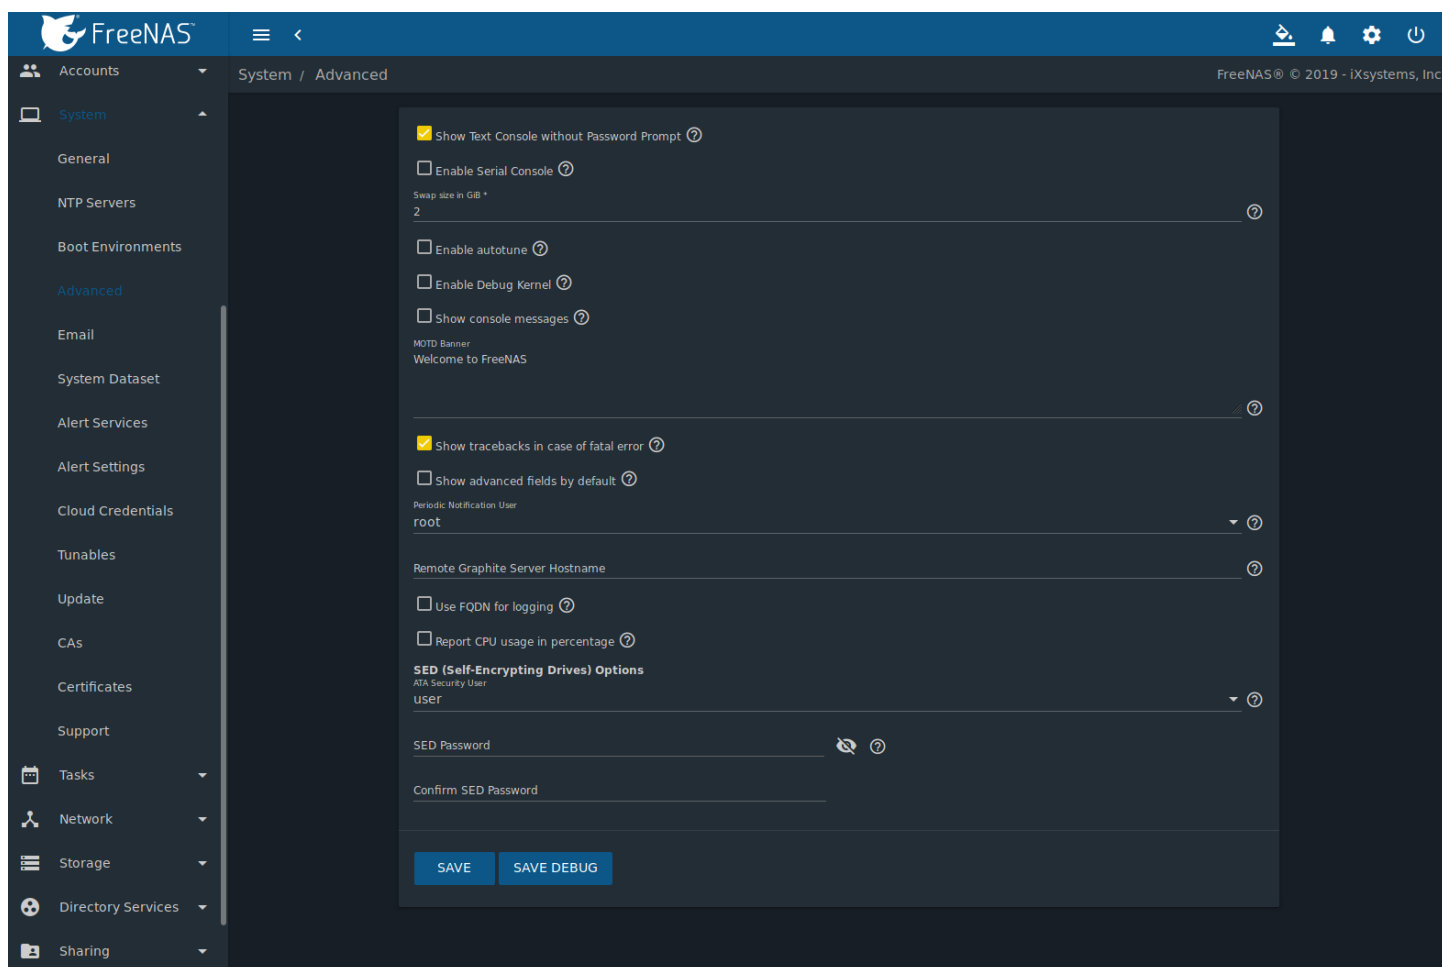 FreeNAS™
System / Advanced
FreeNAS® © 2019 - iXsystems, Inc
Accounts
System
General
NTP Servers
Boot Environments
Advanced
Email
System Dataset
Alert Services
Alert Settings
Cloud Credentials
Tunables
Update
CAs
Certificates
Support
Tasks
Network
Storage
Directory Services
Sharing
Show Text Console without Password Prompt
Enable Serial Console
Swap size in GiB *
2
Enable autotune
Enable Debug Kernel
Show console messages
MOTD Banner
Welcome to FreeNAS
Show tracebacks in case of fatal error
Show advanced fields by default
Periodic Notification User
root
Remote Graphite Server Hostname
Use FQDN for logging
Report CPU usage in percentage
SED (Self-Encrypting Drives) Options
ATA Security User
user
SED Password
Confirm SED Password
SAVE
SAVE DEBUG